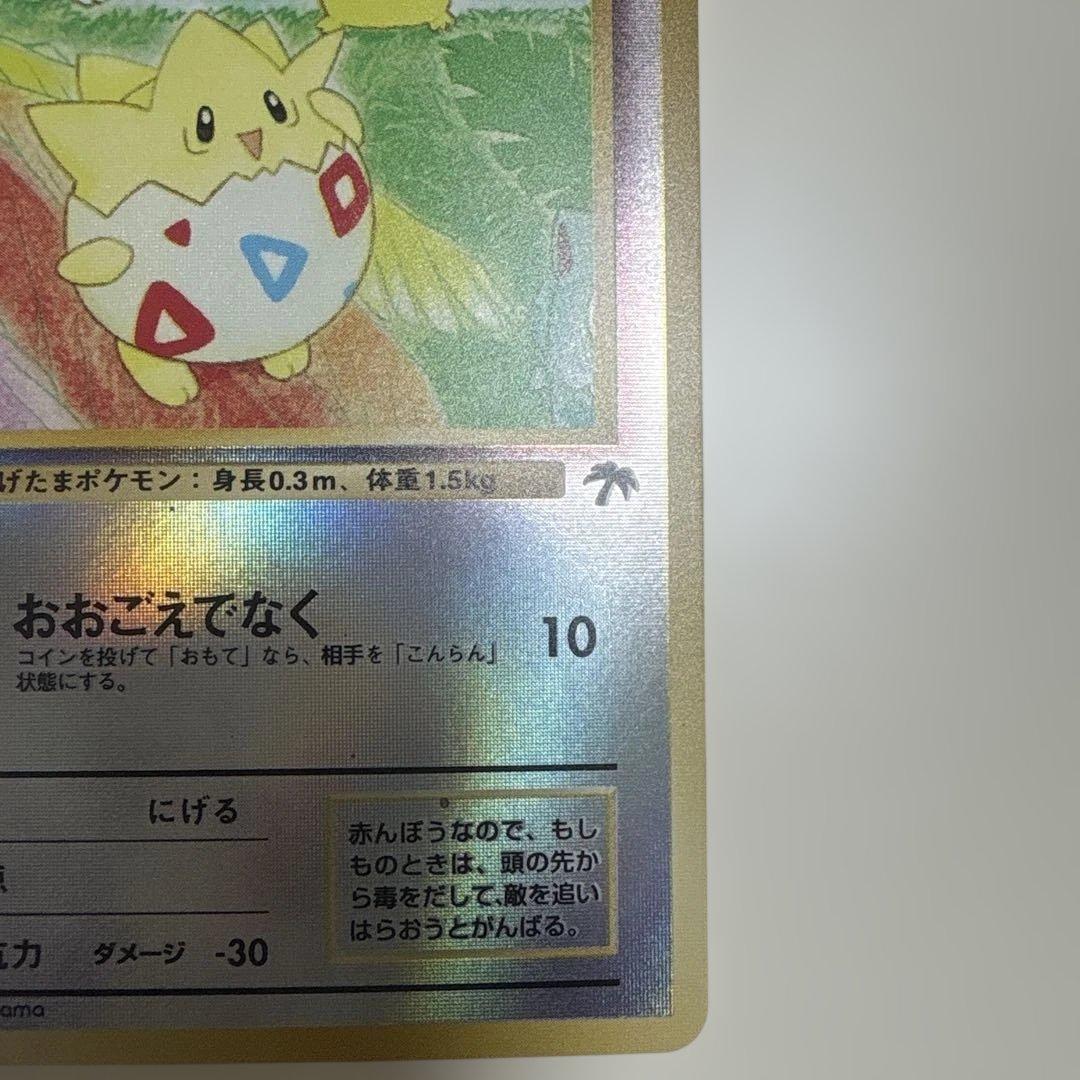 げたまポケモン：身長0.3m、体重1.5kg
おおごえでなく 10
コインを投げて「おもて」なら、相手を「こんらん」
状態にする。
にげる
赤んぼうなので、もし
ものときは、頭の先か
ら毒をだして、敵を追い
はらおうとがんばる。
力 ダメージ -30
ama